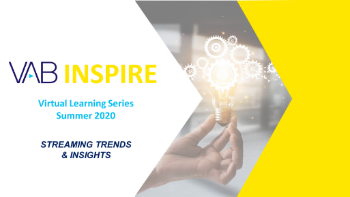 VAB INSPIRE
Virtual Learning Series
Summer 2020
STREAMING TRENDS
& INSIGHTS